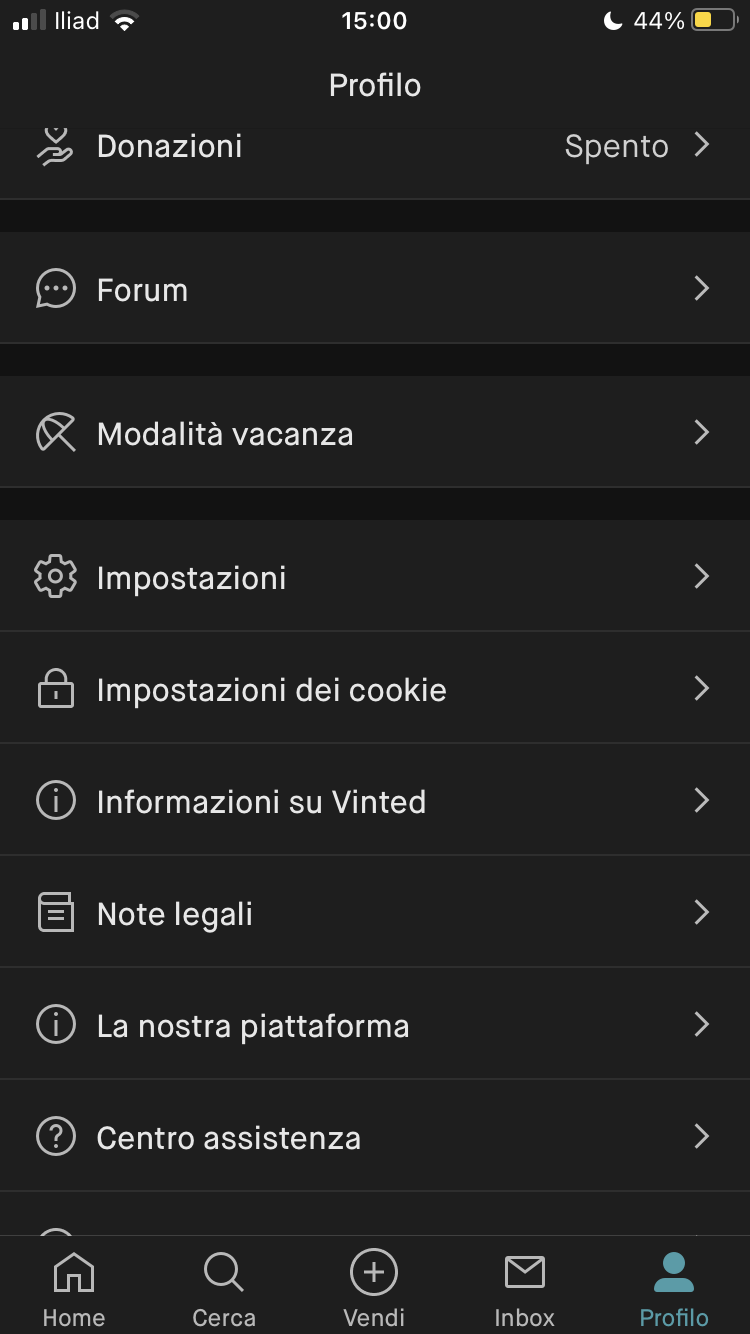 Iliad 15:00 44%
Profilo
Donazioni Spento
Forum
Modalità vacanza
Impostazioni
Impostazioni dei cookie
Informazioni su Vinted
Note legali
La nostra piattaforma
Centro assistenza
Home Cerca Vendi Inbox Profilo